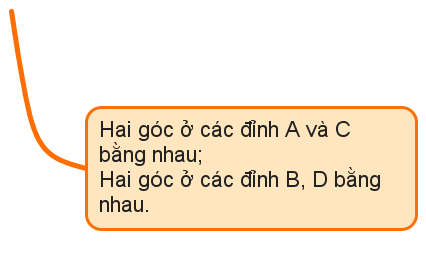 Hai góc ở các đỉnh A và C
bằng nhau;
Hai góc ở các đỉnh B, D bằng
nhau.